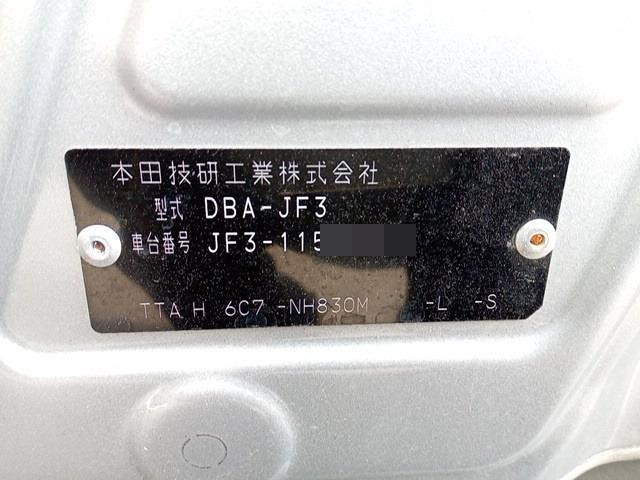 本田技研工業株式会社
型式 DBA-JF3
車台番号 JF3-115
TTA H 6C7 -NH830M -L -S